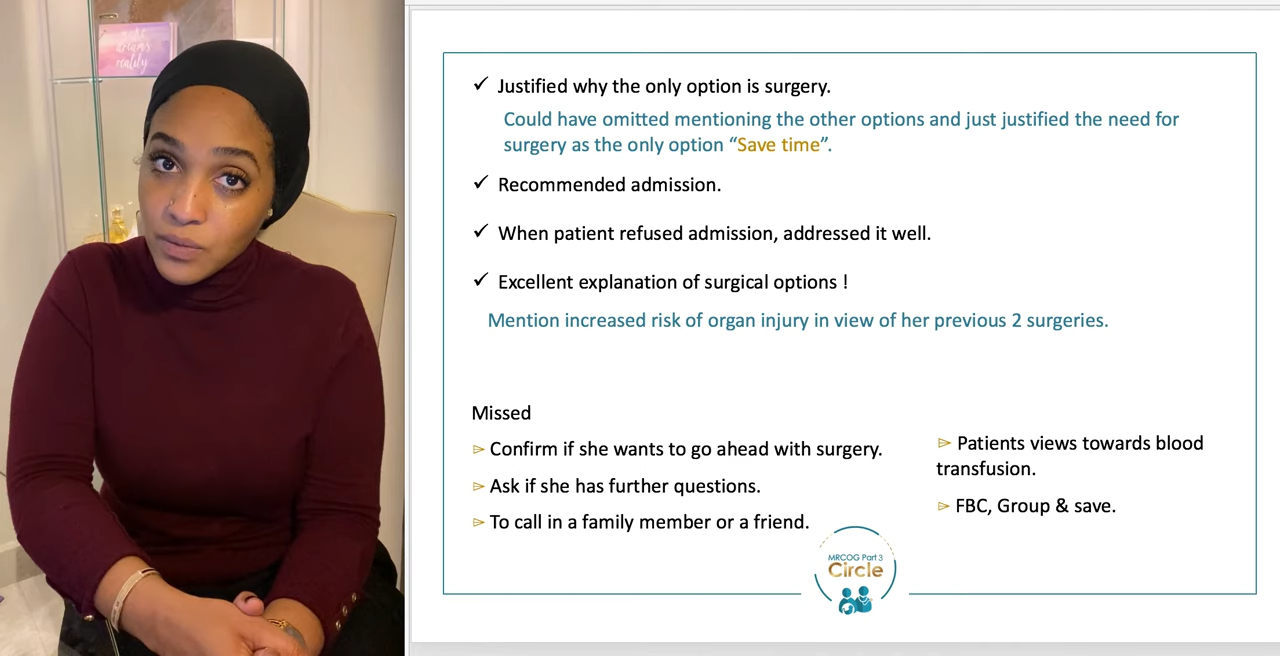 make
dreams
reality
✓ Justified why the only option is surgery.
Could have omitted mentioning the other options and just justified the need for
surgery as the only option “Save time”.
✓ Recommended admission.
✓ When patient refused admission, addressed it well.
✓ Excellent explanation of surgical options !
Mention increased risk of organ injury in view of her previous 2 surgeries.
Missed
Confirm if she wants to go ahead with surgery.
Ask if she has further questions.
To call in a family member or a friend.
Patients views towards blood
transfusion.
FBC, Group & save.
MRCOG Part 3
Circle